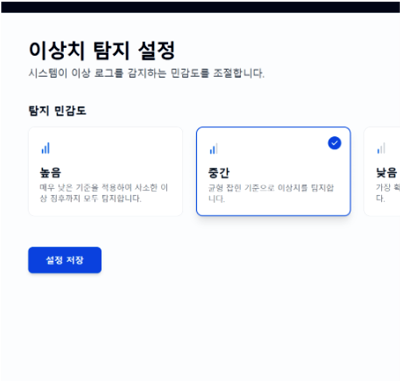 이상치 탐지 설정
시스템이 이상 로그를 감지하는 민감도를 조절합니다.
탐지 민감도
높음
매우 낮은 기준을 적용하여 사소한 이
상 징후까지 모두 탐지합니다.
중간
균형 잡힌 기준으로 이상치를 탐지합
니다.
낮음
가장 확
다.
설정 저장